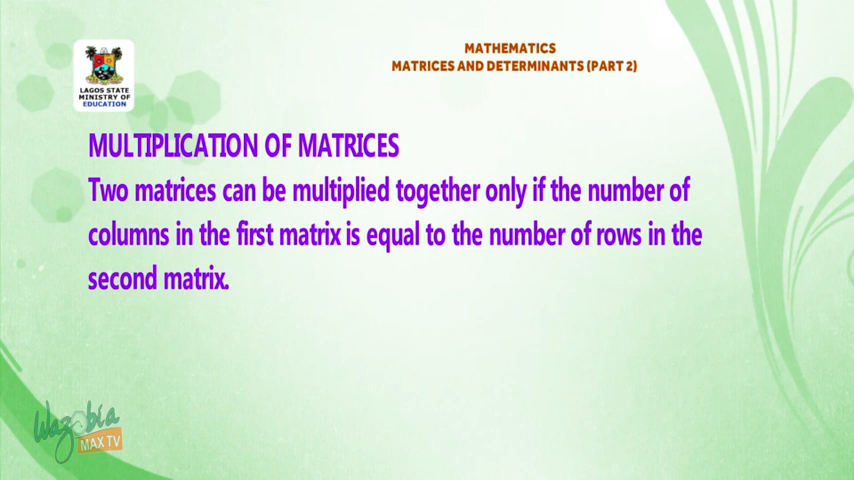 MATHEMATICS
MATRICES AND DETERMINANTS (PART 2)
LAGOS STATE
MINISTRY OF
EDUCATION
MULTIPLICATION OF MATRICES
Two matrices can be multiplied together only if the number of
columns in the first matrix is equal to the number of rows in the
second matrix.
Wazobia
MAX TV